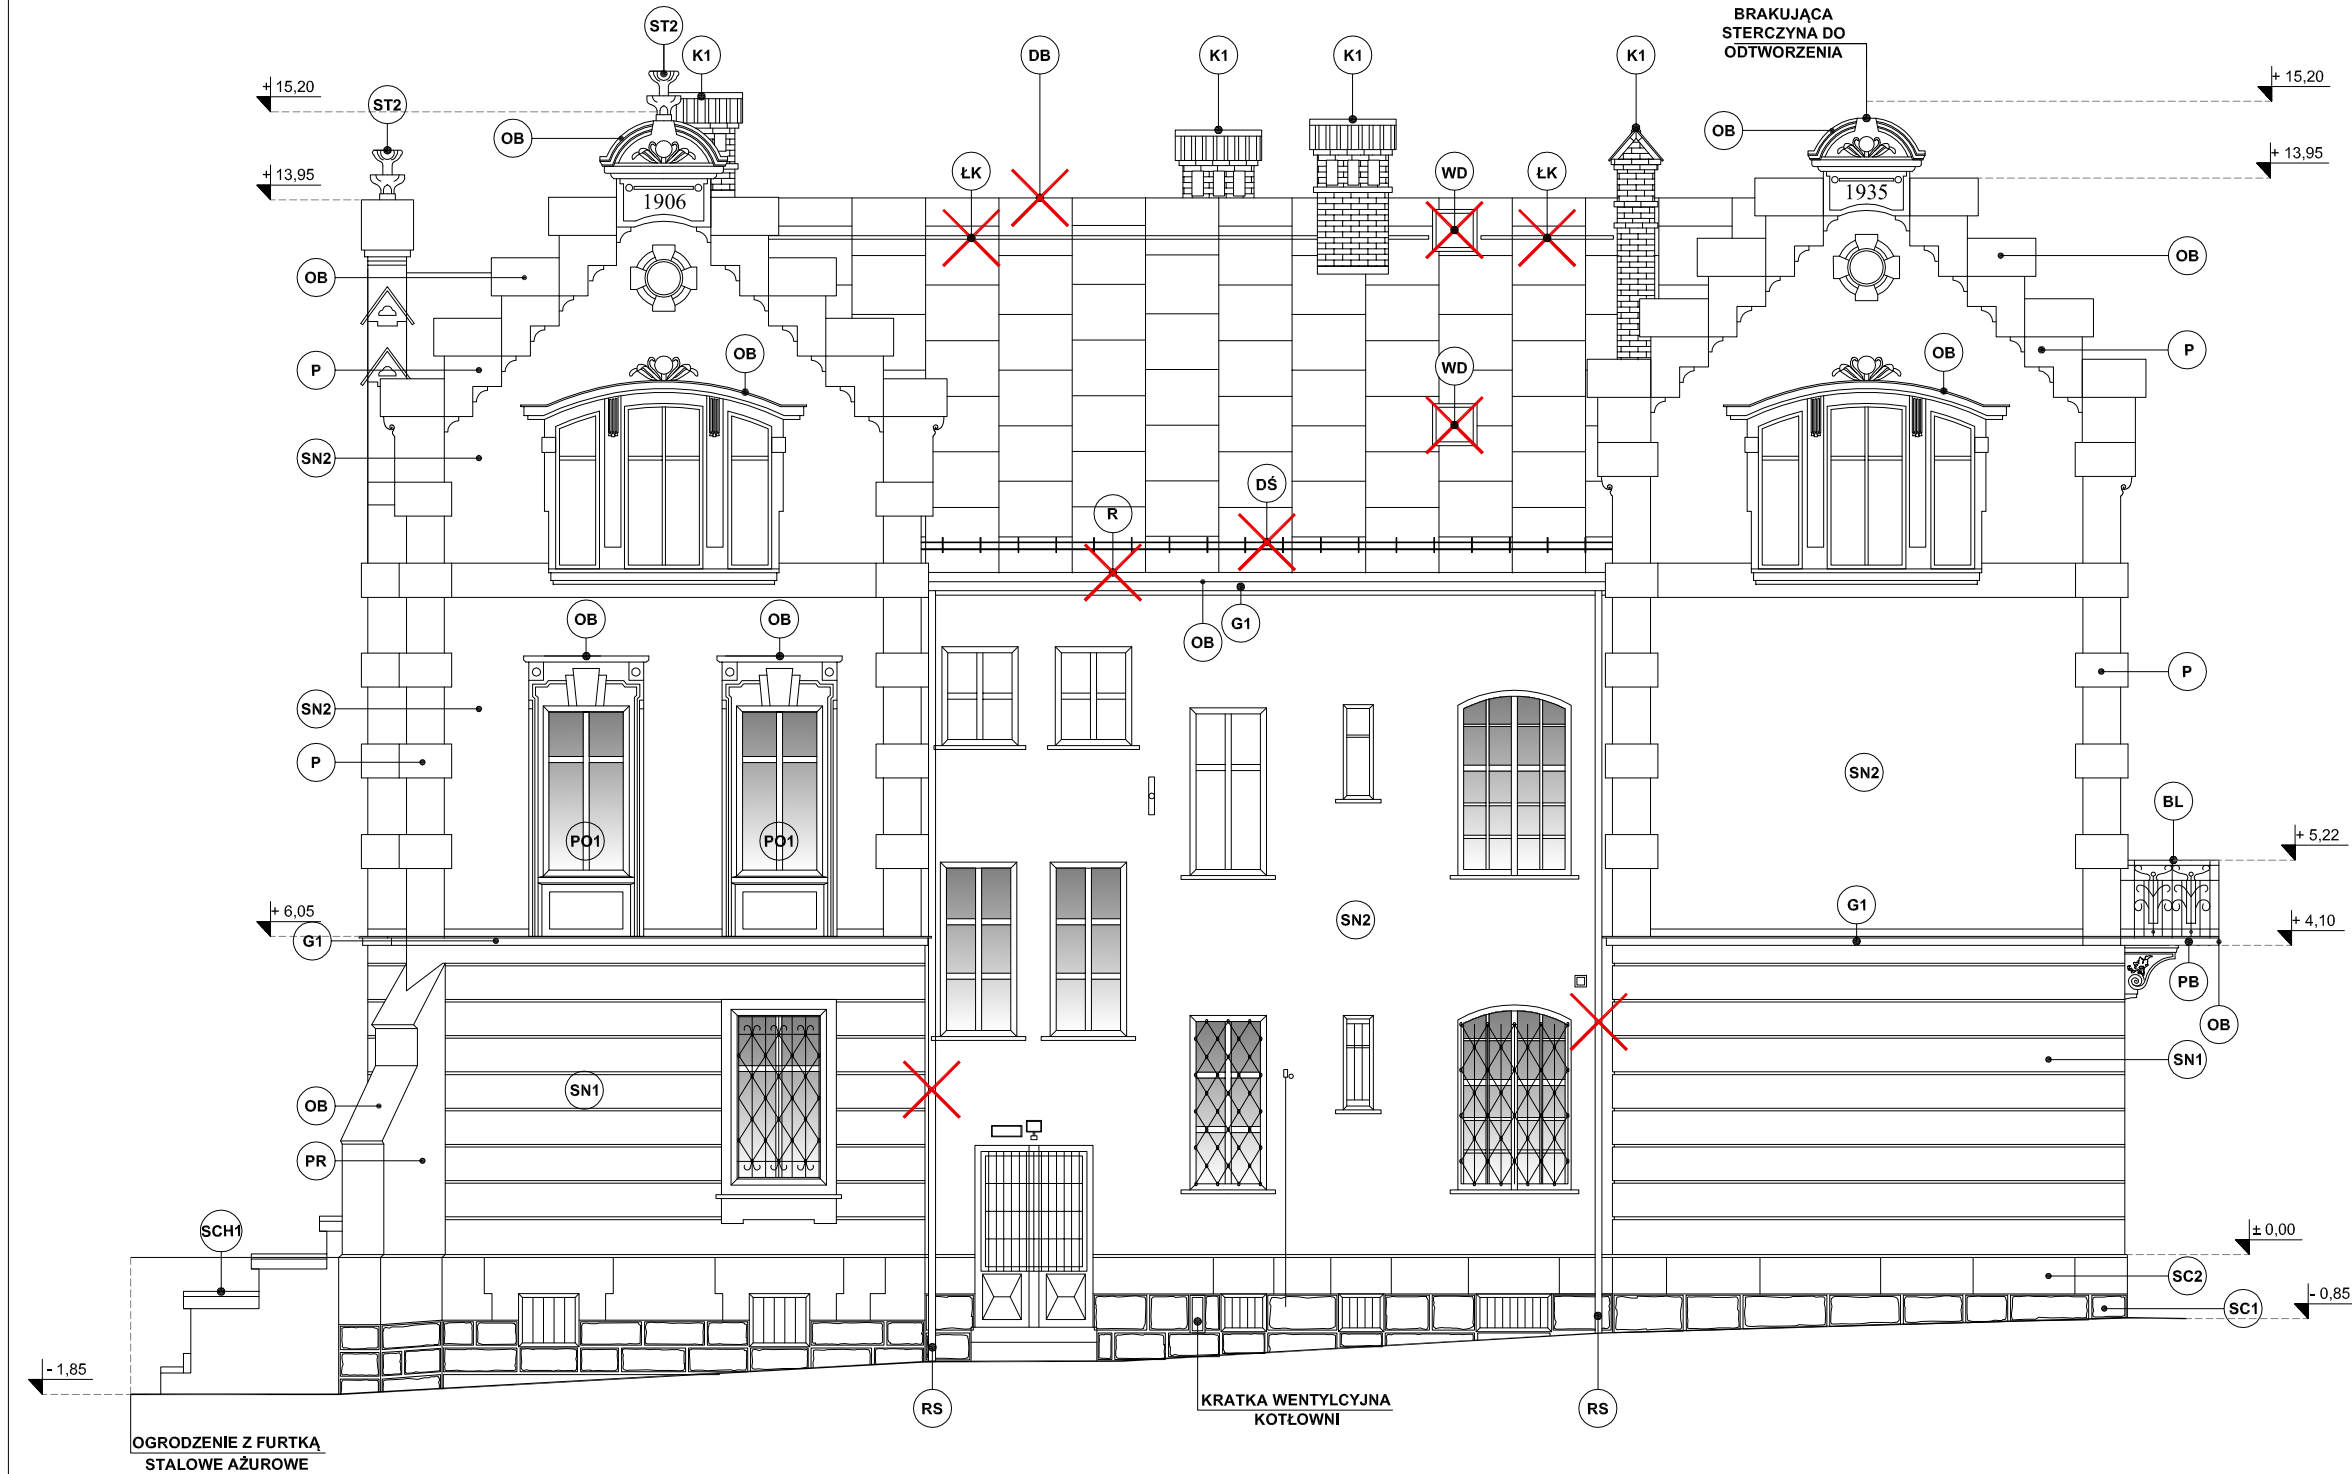 BRAKUJĄCA
STERCZYNA DO
ODTWORZENIA
ST2
K1
DB
K1
K1
K1
+ 15,20
+ 15,20
ST2
OB
OB
+ 13,95
+ 13,95
ŁK
WD
ŁK
1906
1935
OB
OB
P
OB
WD
OB
P
SN2
DŚ
R
OB
OB
G1
OB
P
SN2
P
SN2
BL
PO1
PO1
+ 5,22
+ 6,05
G1
SN2
G1
+ 4,10
PB
OB
SN1
SN1
OB
PR
SCH1
± 0,00
SC2
- 0,85
SC1
- 1,85
RS
KRATKA WENTYLCYJNA
KOTŁOWNI
RS
OGRODZENIE Z FURTKĄ
STALOWE AŻUROWE